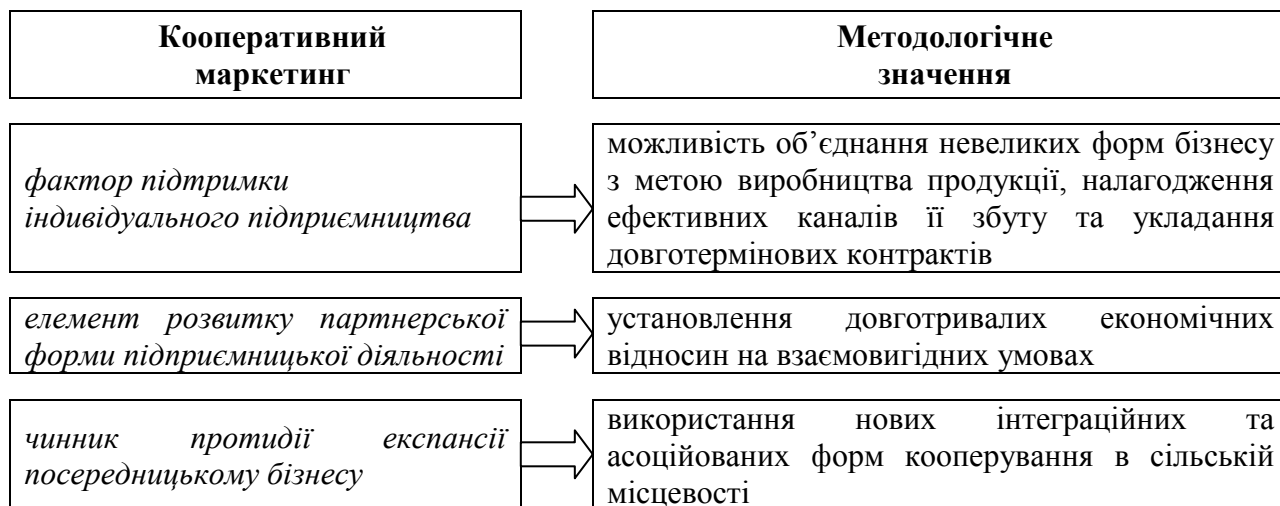 Кооперативний
маркетинг
Методологічне
значення
фактор підтримки
індивідуального підприємництва
можливість об’єднання невеликих форм бізнесу
з метою виробництва продукції, налагодження
ефективних каналів її збуту та укладання
довготермінових контрактів
елемент розвитку партнерської
форми підприємницької діяльності
установлення довготривалих економічних
відносин на взаємовигідних умовах
чинник протидії експансії
посередницькому бізнесу
використання нових інтеграційних та
асоційованих форм кооперування в сільській
місцевості